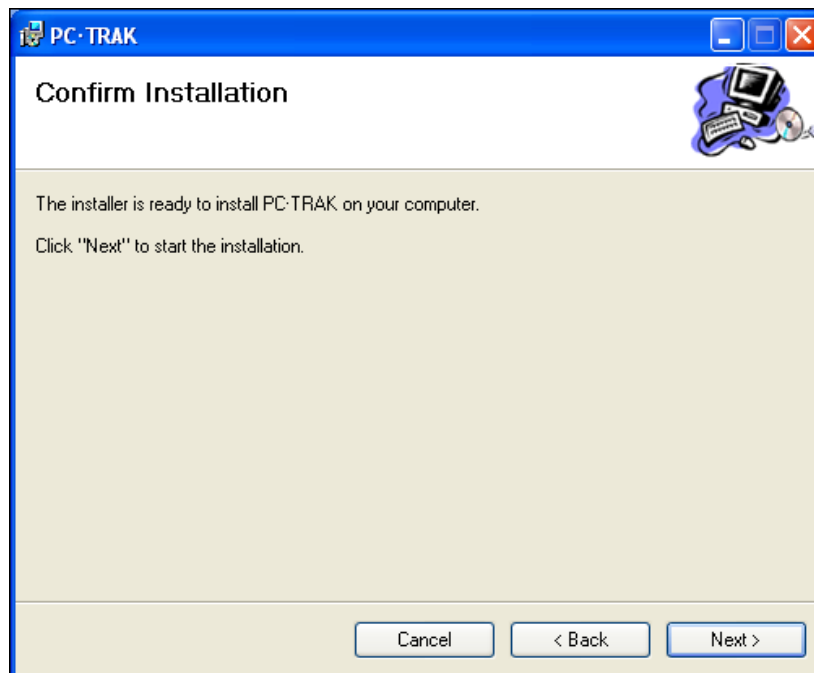 PC·TRAK
Confirm Installation
The installer is ready to install PC·TRAK on your computer.
Click "Next" to start the installation.
Cancel
< Back
Next >